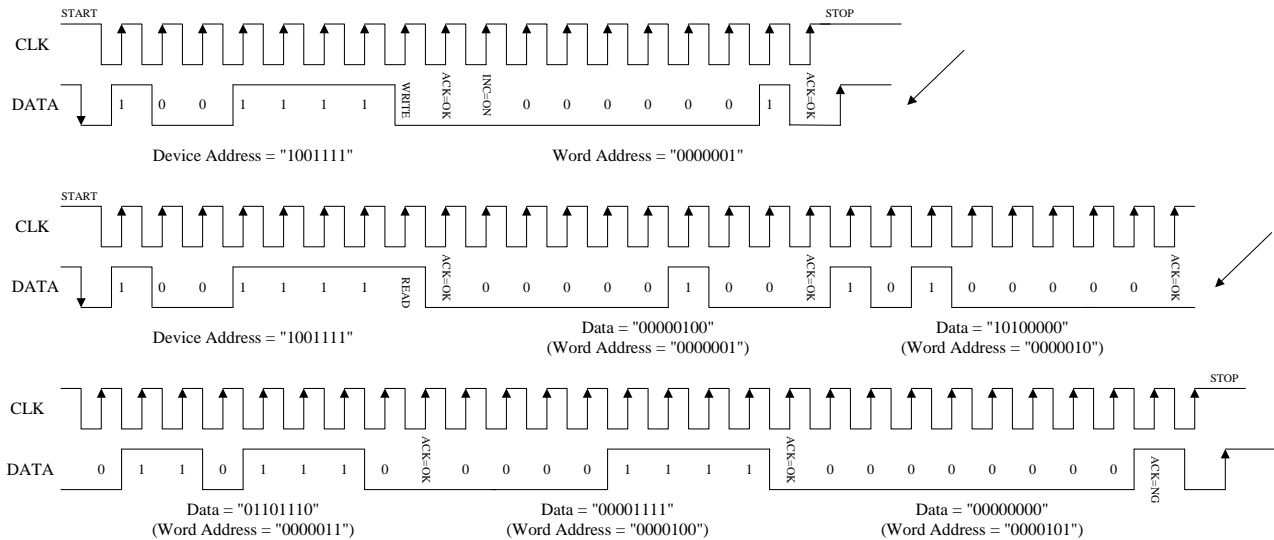 START STOP
CLK
DATA 1 0 0 1 1 1 1 WRITE ACK=OK INC=ON 0 0 0 0 0 0 1 ACK=OK
Device Address = "1001111" Word Address = "0000001"
START
CLK
DATA 1 0 0 1 1 1 1 READ ACK=OK 0 0 0 0 0 1 0 0 ACK=OK 1 0 1 0 0 0 0 0 ACK=OK
Device Address = "1001111" Data = "00000100" Data = "10100000"
(Word Address = "0000001") (Word Address = "0000010")
STOP
CLK
DATA 0 1 1 0 1 1 1 0 ACK=OK 0 0 0 0 1 1 1 1 ACK=OK 0 0 0 0 0 0 0 0 ACK=NG
Data = "01101110" Data = "00001111" Data = "00000000"
(Word Address = "0000011") (Word Address = "0000100") (Word Address = "0000101")